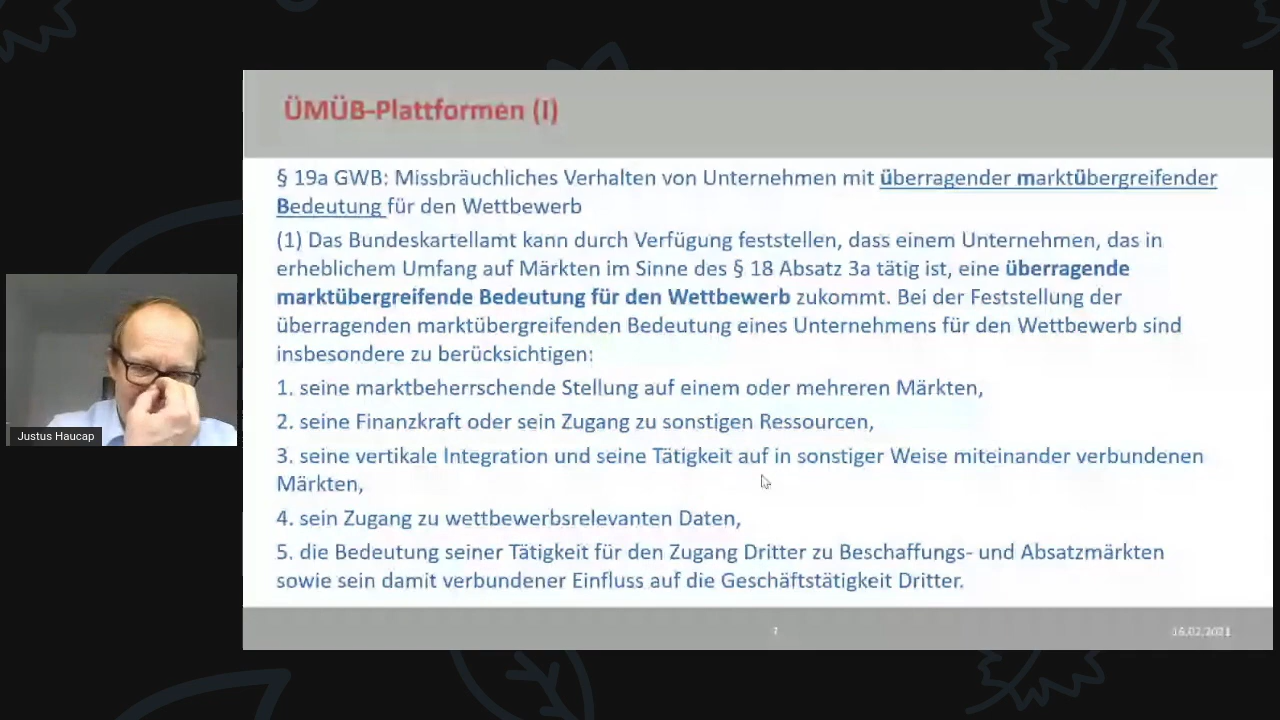 ÜMÜB-Plattformen (I)
§ 19a GWB: Missbräuchliches Verhalten von Unternehmen mit überragender marktübergreifender
Bedeutung für den Wettbewerb
(1) Das Bundeskartellamt kann durch Verfügung feststellen, dass einem Unternehmen, das in
erheblichem Umfang auf Märkten im Sinne des § 18 Absatz 3a tätig ist, eine überragende
marktübergreifende Bedeutung für den Wettbewerb zukommt. Bei der Feststellung der
überragenden marktübergreifenden Bedeutung eines Unternehmens für den Wettbewerb sind
insbesondere zu berücksichtigen:
1. seine marktbeherrschende Stellung auf einem oder mehreren Märkten,
2. seine Finanzkraft oder sein Zugang zu sonstigen Ressourcen,
3. seine vertikale Integration und seine Tätigkeit auf in sonstiger Weise miteinander verbundenen
Märkten,
4. sein Zugang zu wettbewerbsrelevanten Daten,
5. die Bedeutung seiner Tätigkeit für den Zugang Dritter zu Beschaffungs- und Absatzmärkten
sowie sein damit verbundener Einfluss auf die Geschäftstätigkeit Dritter.
Justus Haucap
7
16.02.2021